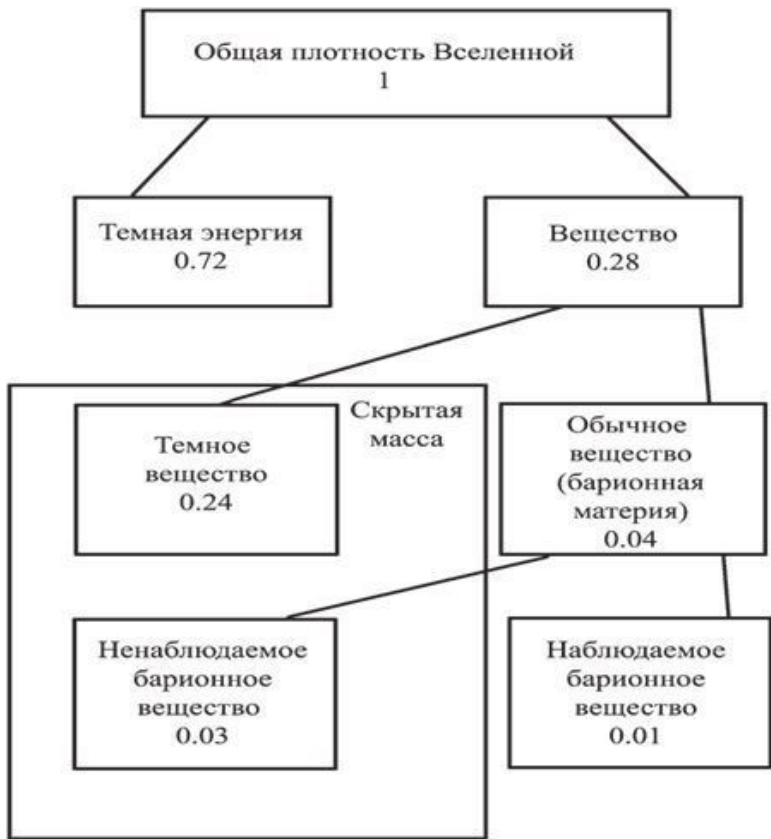 Общая плотность Вселенной
1
Темная энергия
0.72
Вещество
0.28
Скрытая
масса
Темное
вещество
0.24
Обычное
вещество
(барионная
материя)
0.04
Ненаблюдаемое
барионное
вещество
0.03
Наблюдаемое
барионное
вещество
0.01